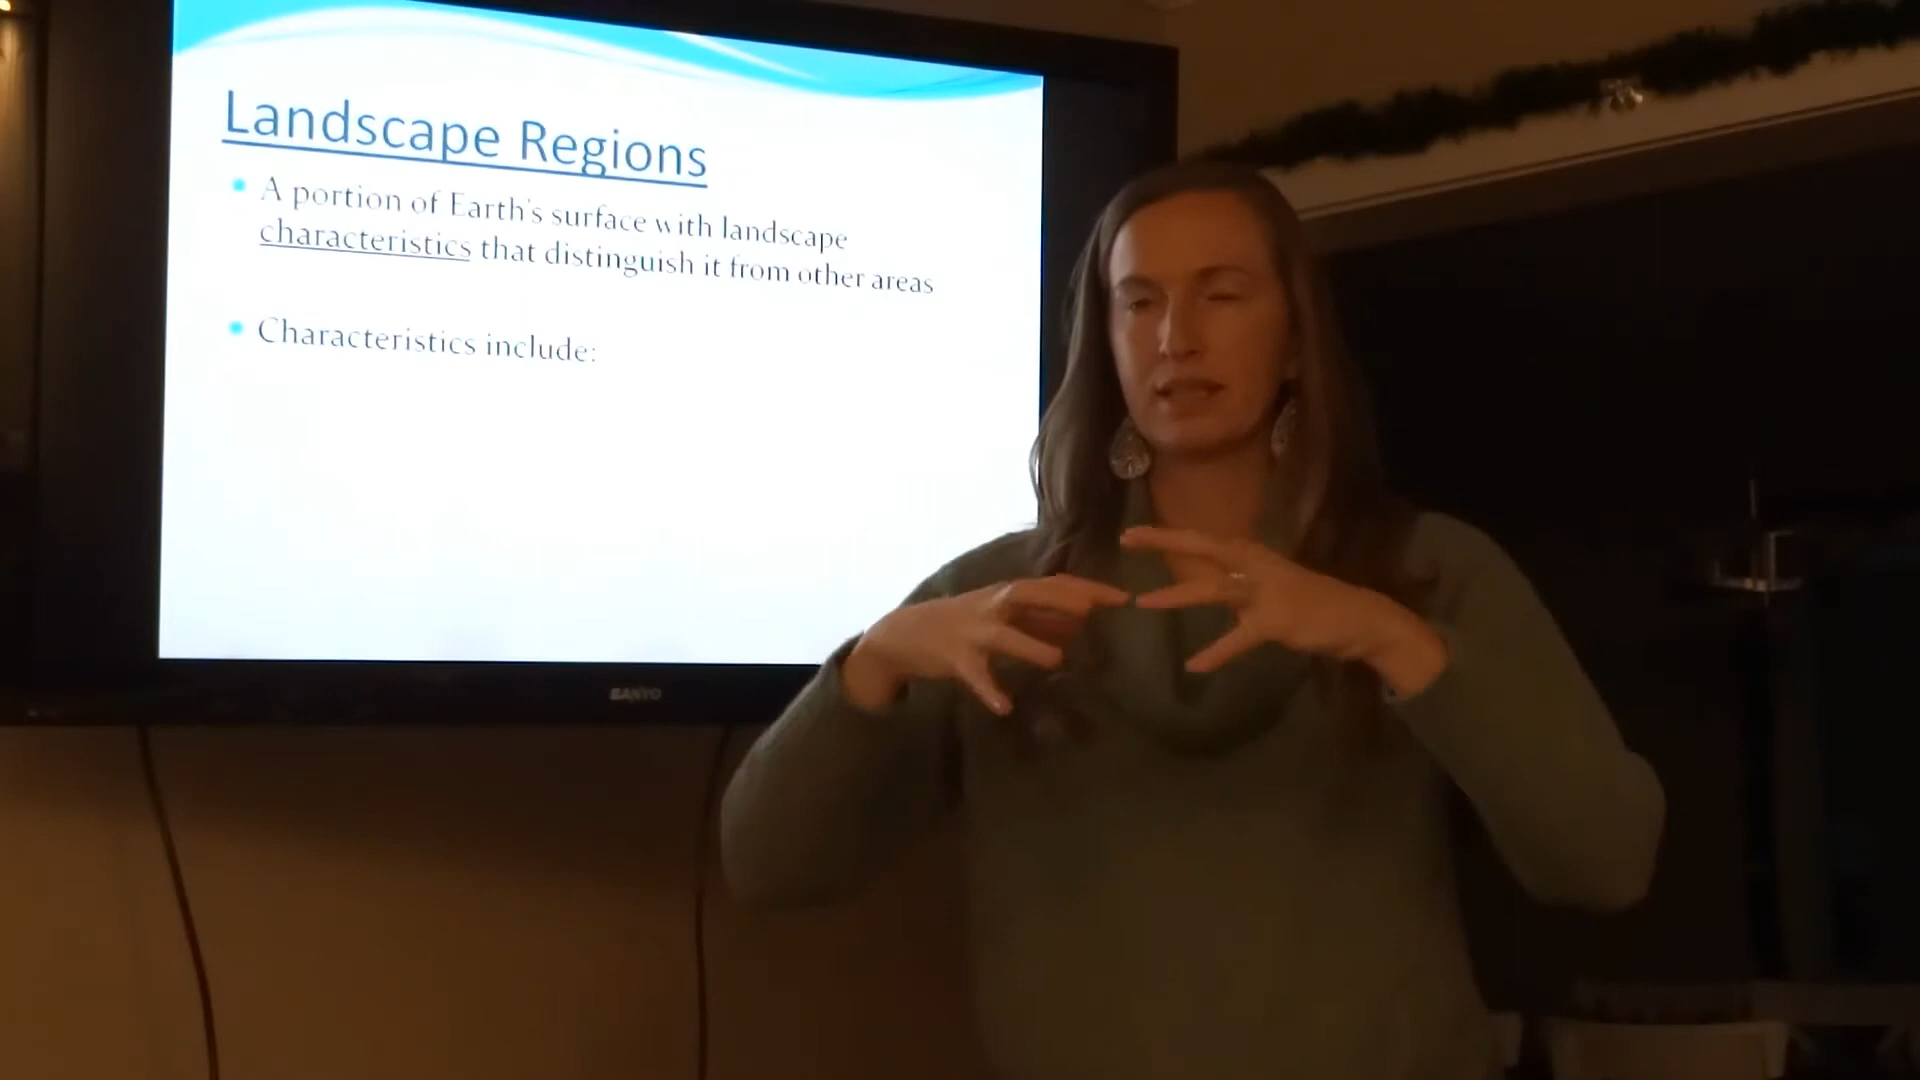 Landscape Regions
A portion of Earth's surface with landscape
characteristics that distinguish it from other areas
Characteristics include:
SANYO